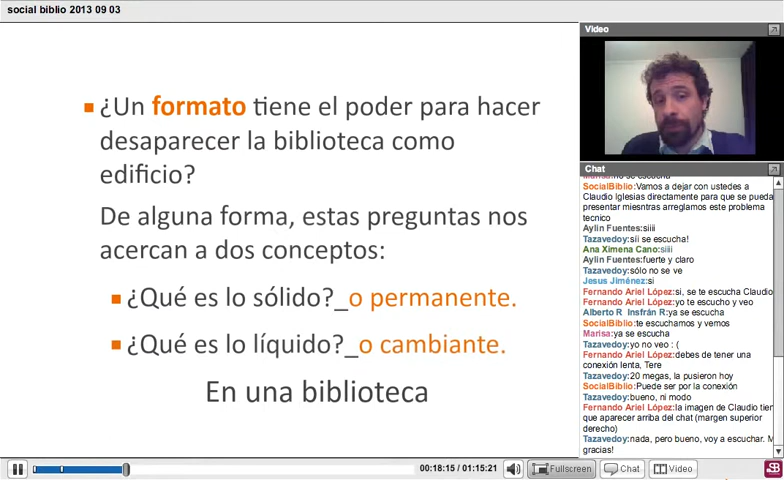 social biblio 2013 09 03
¿Un formato tiene el poder para hacer
desaparecer la biblioteca como
edificio?
De alguna forma, estas preguntas nos
acercan a dos conceptos:
¿Qué es lo sólido?_o permanente.
¿Qué es lo líquido?_o cambiante.
En una biblioteca
Video
Chat
Marisa:no se escucha
SocialBiblio:Vamos a dejar con ustedes a
Claudio Iglesias directamente para que se pueda
presentar miesntras arreglamos este problema
tecnico
Aylin Fuentes:siiii
Tazavedoy:síi se escucha!
Ana Ximena Cano:siiii
Aylin Fuentes:fuerte y claro
Tazavedoy:sólo no se ve
Jesus Jiménez:si
Fernando Ariel López:si, se te escucha Claudio
Fernando Ariel López:yo te escucho y veo
Alberto R Insfrán R:ya se escucha
SocialBiblio:te escuchamos y vemos
Marisa:ya se escucha
Tazavedoy:yo no veo : (
Fernando Ariel López:debes de tener una
conexión lenta, Tere
Tazavedoy:20 megas, la pusieron hoy
SocialBiblio:Puede ser por la conexión
Tazavedoy:bueno, ni modo
Fernando Ariel López:la imagen de Claudio tien
que aparecer arriba del chat (margen superior
derecho)
Tazavedoy:nada, pero bueno, voy a escuchar. M
gracias!
00:18:15 / 01:15:21
Fullscreen
Chat
Video
SB